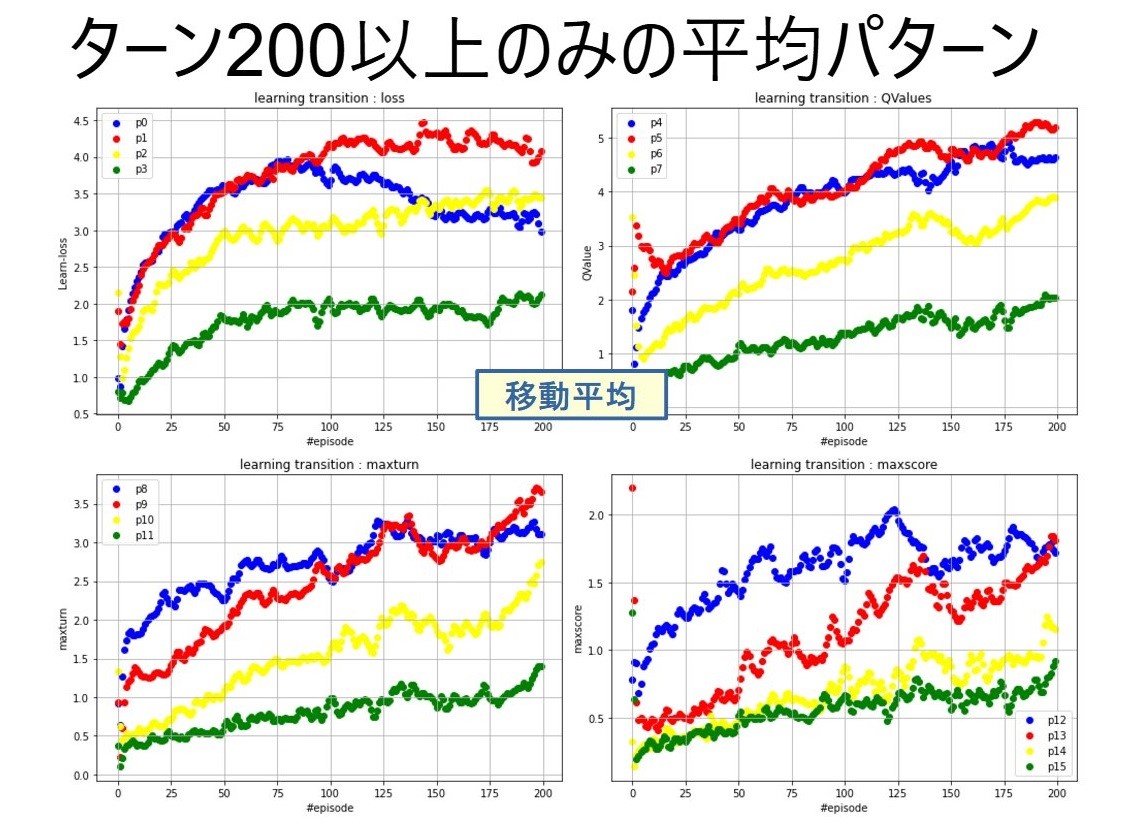 ターン200以上のみの平均パターン
learning transition : loss
4.5
4.0
3.5
3.0
2.5
2.0
1.5
1.0
0.5
Learn-loss
p0
p1
p2
p3
0 25 50 75 100 125 150 175 200
#episode
learning transition : QValues
5
4
3
2
1
QValue
p4
p5
p6
p7
0 25 50 75 100 125 150 175 200
#episode
移動平均
learning transition : maxturn
3.5
3.0
2.5
2.0
1.5
1.0
0.5
0.0
maxturn
p8
p9
p10
p11
0 25 50 75 100 125 150 175 200
#episode
learning transition : maxscore
2.0
1.5
1.0
0.5
maxscore
p12
p13
p14
p15
0 25 50 75 100 125 150 175 200
#episode